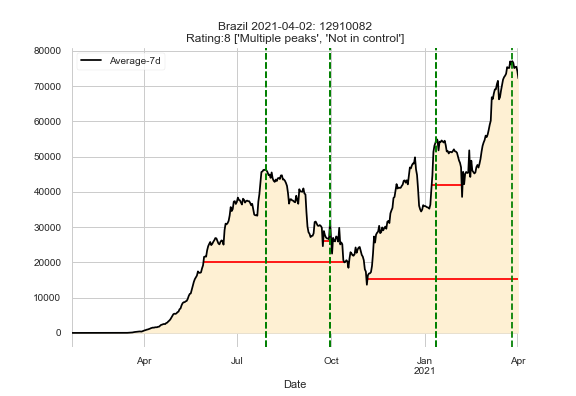 Brazil 2021-04-02: 12910082
Rating:8 ['Multiple peaks', 'Not in control']
80000
Average-7d
70000
60000
50000
40000
30000
20000
10000
0
Apr Jul Oct Jan Apr
2021
Date